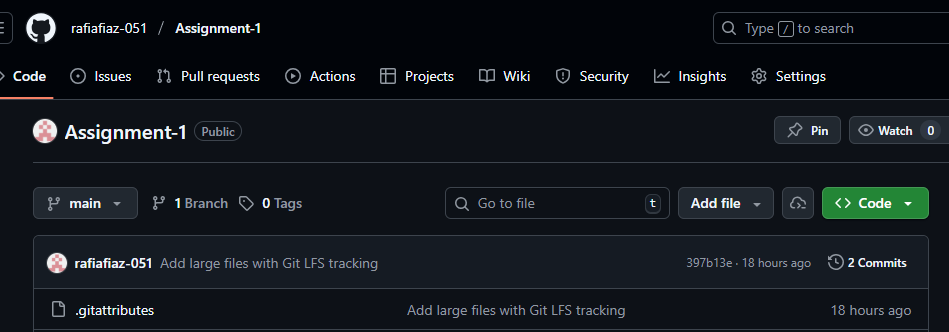 rafiafiaz-051 / Assignment-1 Type / to search
Code Issues Pull requests Actions Projects Wiki Security Insights Settings
Assignment-1 Public Pin Watch 0
main 1 Branch 0 Tags Go to file t Add file Code
rafiafiaz-051 Add large files with Git LFS tracking 397b13e · 18 hours ago 2 Commits
.gitattributes Add large files with Git LFS tracking 18 hours ago